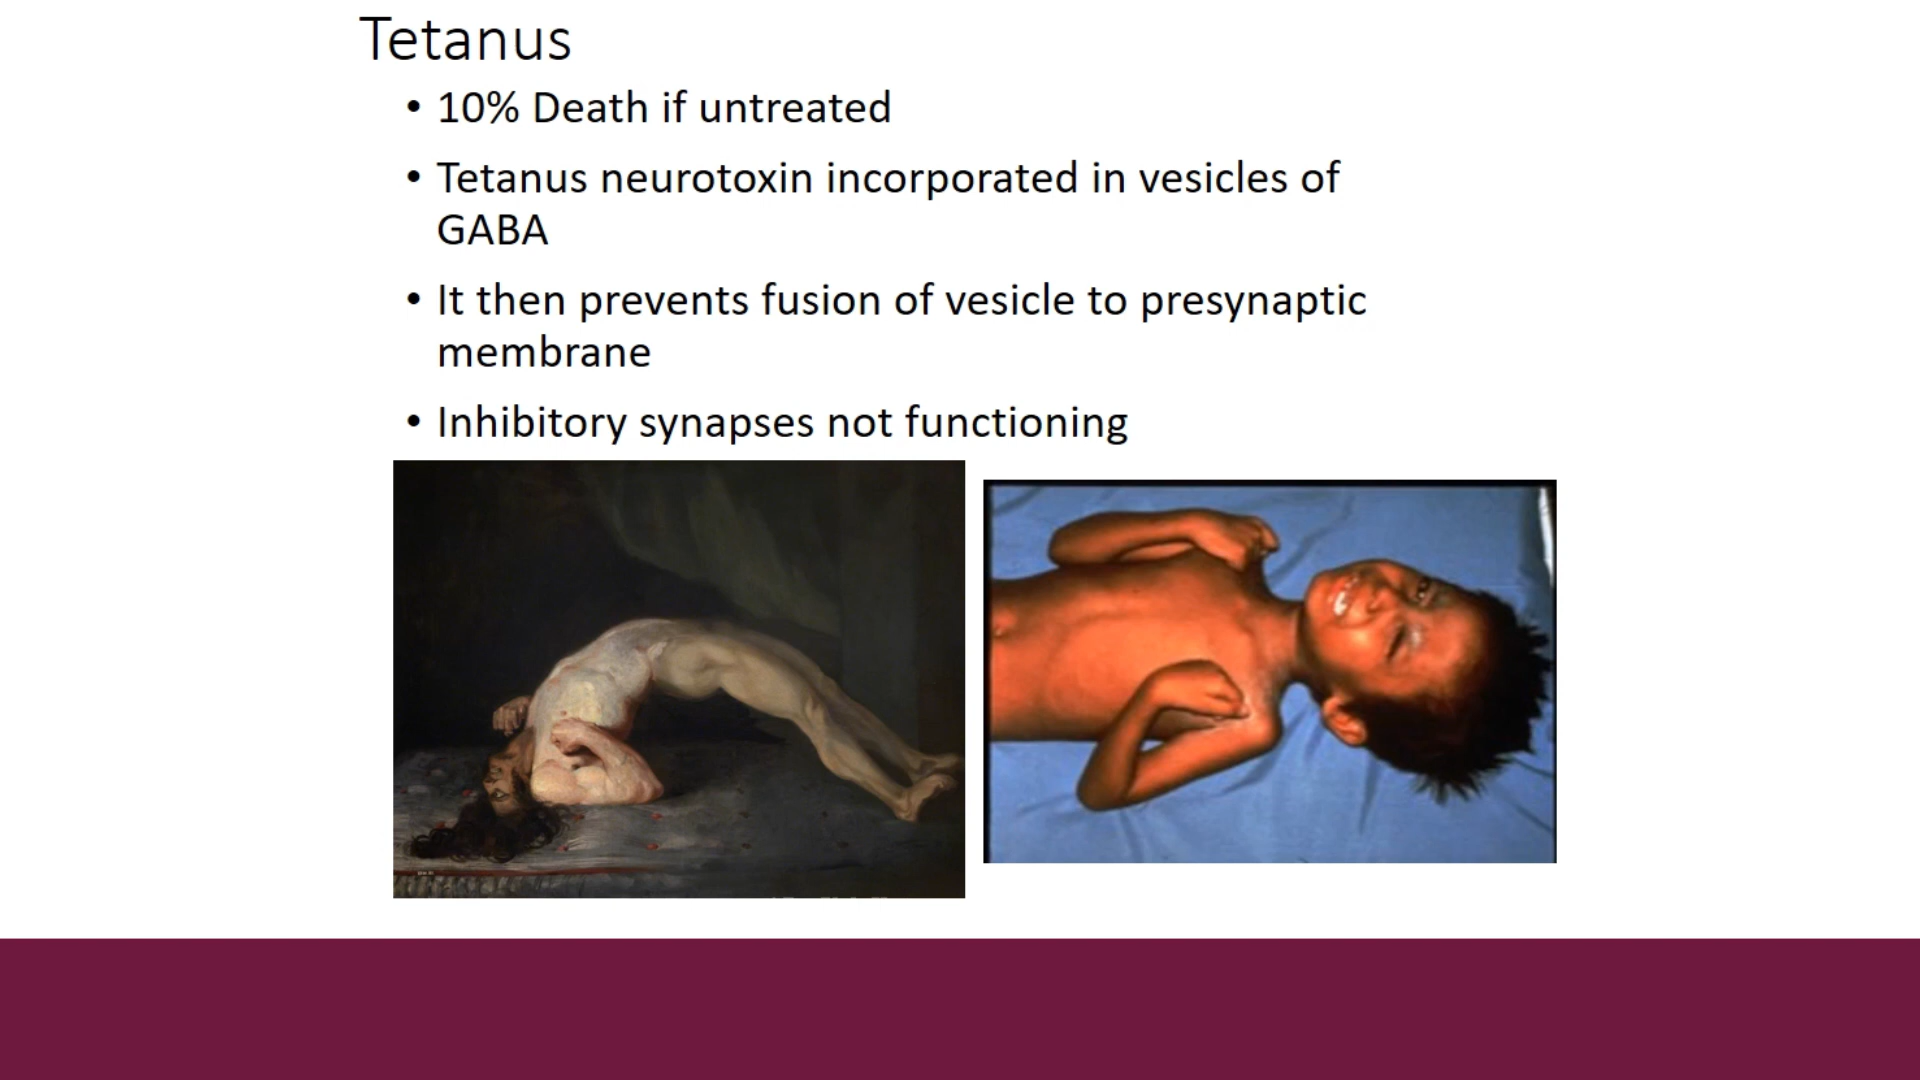 Tetanus
• 10% Death if untreated
• Tetanus neurotoxin incorporated in vesicles of
GABA
• It then prevents fusion of vesicle to presynaptic
membrane
• Inhibitory synapses not functioning